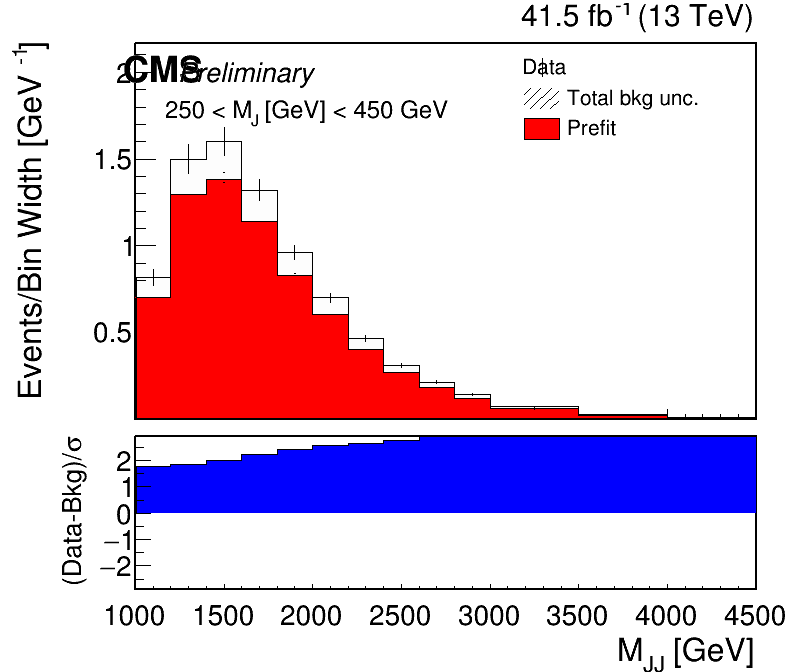 41.5 fb⁻¹ (13 TeV)
CMS Preliminary
250 < M_J [GeV] < 450 GeV
Data
Total bkg unc.
Prefit
Events/Bin Width [GeV⁻¹]
2
1.5
1
0.5
(Data-Bkg)/σ
2
1
0
−1
−2
1000 1500 2000 2500 3000 3500 4000 4500
M_JJ [GeV]